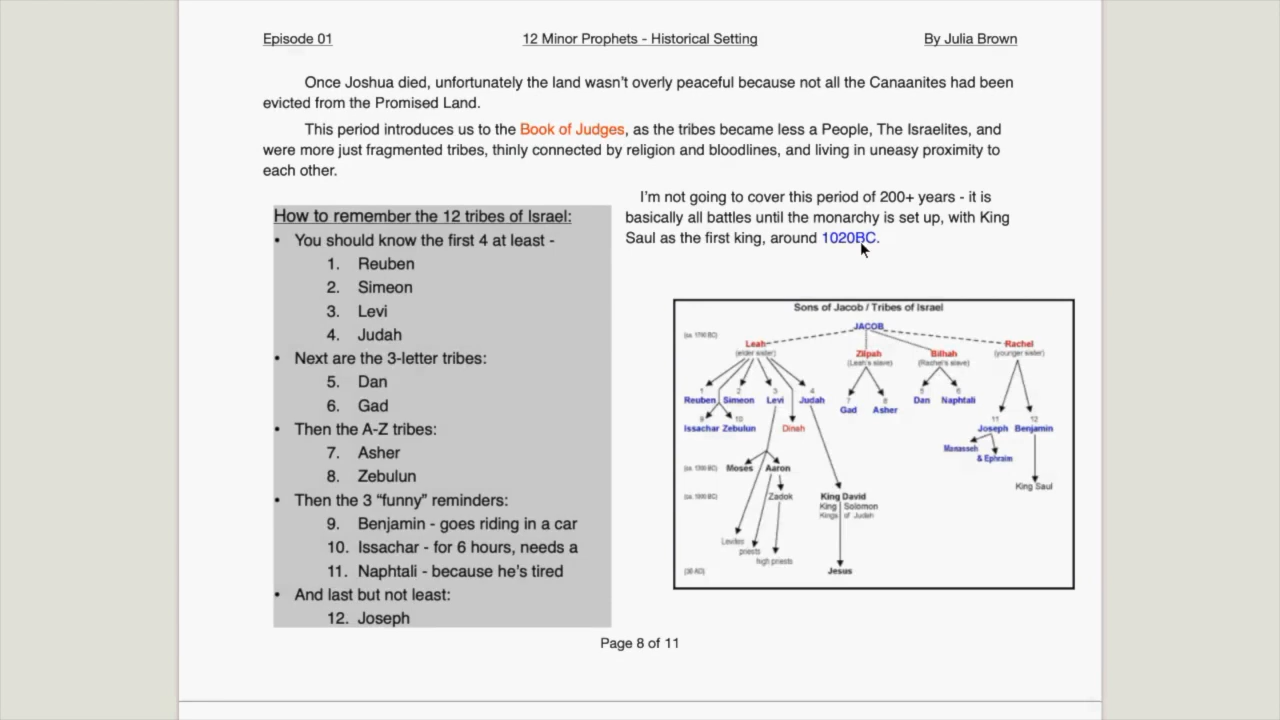 Episode 01 12 Minor Prophets - Historical Setting By Julia Brown
Once Joshua died, unfortunately the land wasn't overly peaceful because not all the Canaanites had been
evicted from the Promised Land.
This period introduces us to the Book of Judges, as the tribes became less a People, The Israelites, and
were more just fragmented tribes, thinly connected by religion and bloodlines, and living in uneasy proximity to
each other.
How to remember the 12 tribes of Israel:
• You should know the first 4 at least -
1. Reuben
2. Simeon
3. Levi
4. Judah
• Next are the 3-letter tribes:
5. Dan
6. Gad
• Then the A-Z tribes:
7. Asher
8. Zebulun
• Then the 3 “funny” reminders:
9. Benjamin - goes riding in a car
10. Issachar - for 6 hours, needs a
11. Naphtali - because he's tired
• And last but not least:
12. Joseph
I'm not going to cover this period of 200+ years - it is
basically all battles until the monarchy is set up, with King
Saul as the first king, around 1020BC.
Sons of Jacob / Tribes of Israel
JACOB
Leah Zilpah Bilhah Rachel
(elder sister) (Leah's slave) (Rachel's slave) (younger sister)
1 2 3 4
Reuben Simeon Levi Judah Gad Asher Dan Naphtali
11 12
Issachar Zebulun Dinah Joseph Benjamin
Manasseh
& Ephraim
Moses Aaron
Zadok King David King Saul
King Solomon
Kings of Judah
Levites
priests
high priests
Jesus
Page 8 of 11